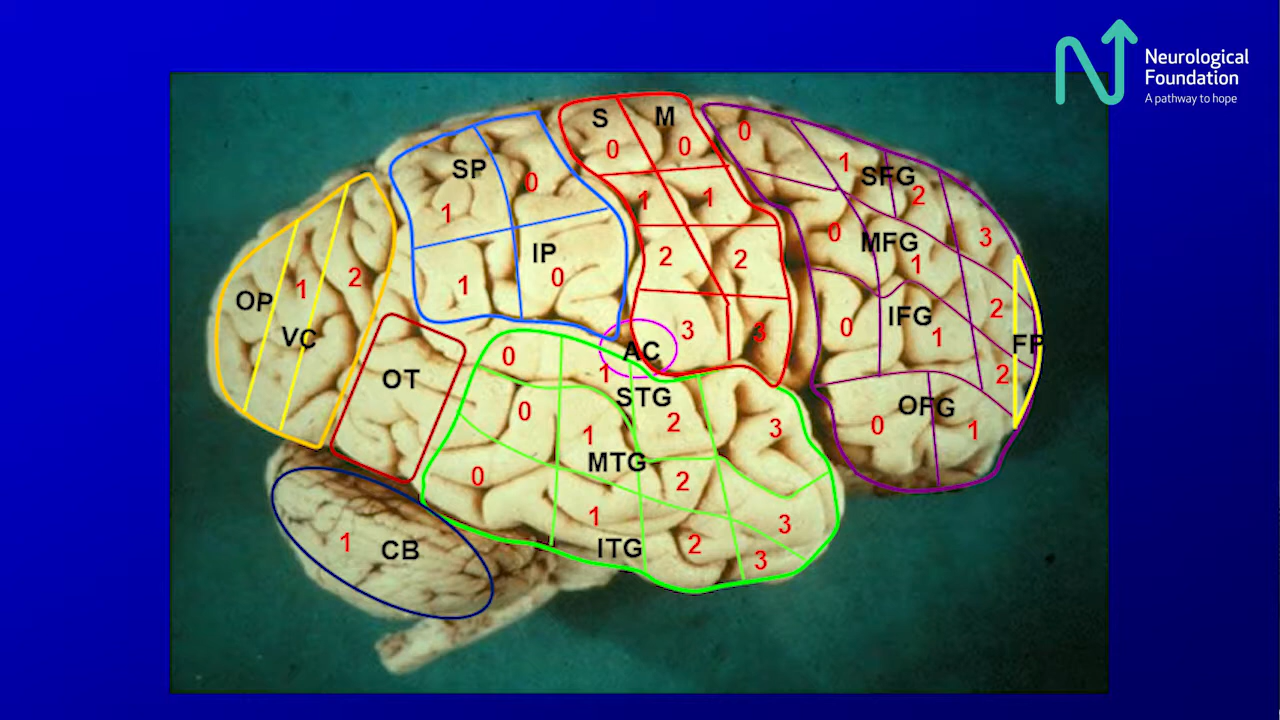 Neurological
Foundation
A pathway to hope
S M
0 0
0
1 SFG
2
SP
0
1
1 1
0 MFG
1
3
IP
0
1
2 2
OP
1
2
VC
2
IFG
0 1
3 3
FP
AC
0
1
OT
2
STG
0
1
2
3
OFG
0 1
MTG
0
2
1
3
ITG
2
3
1 CB